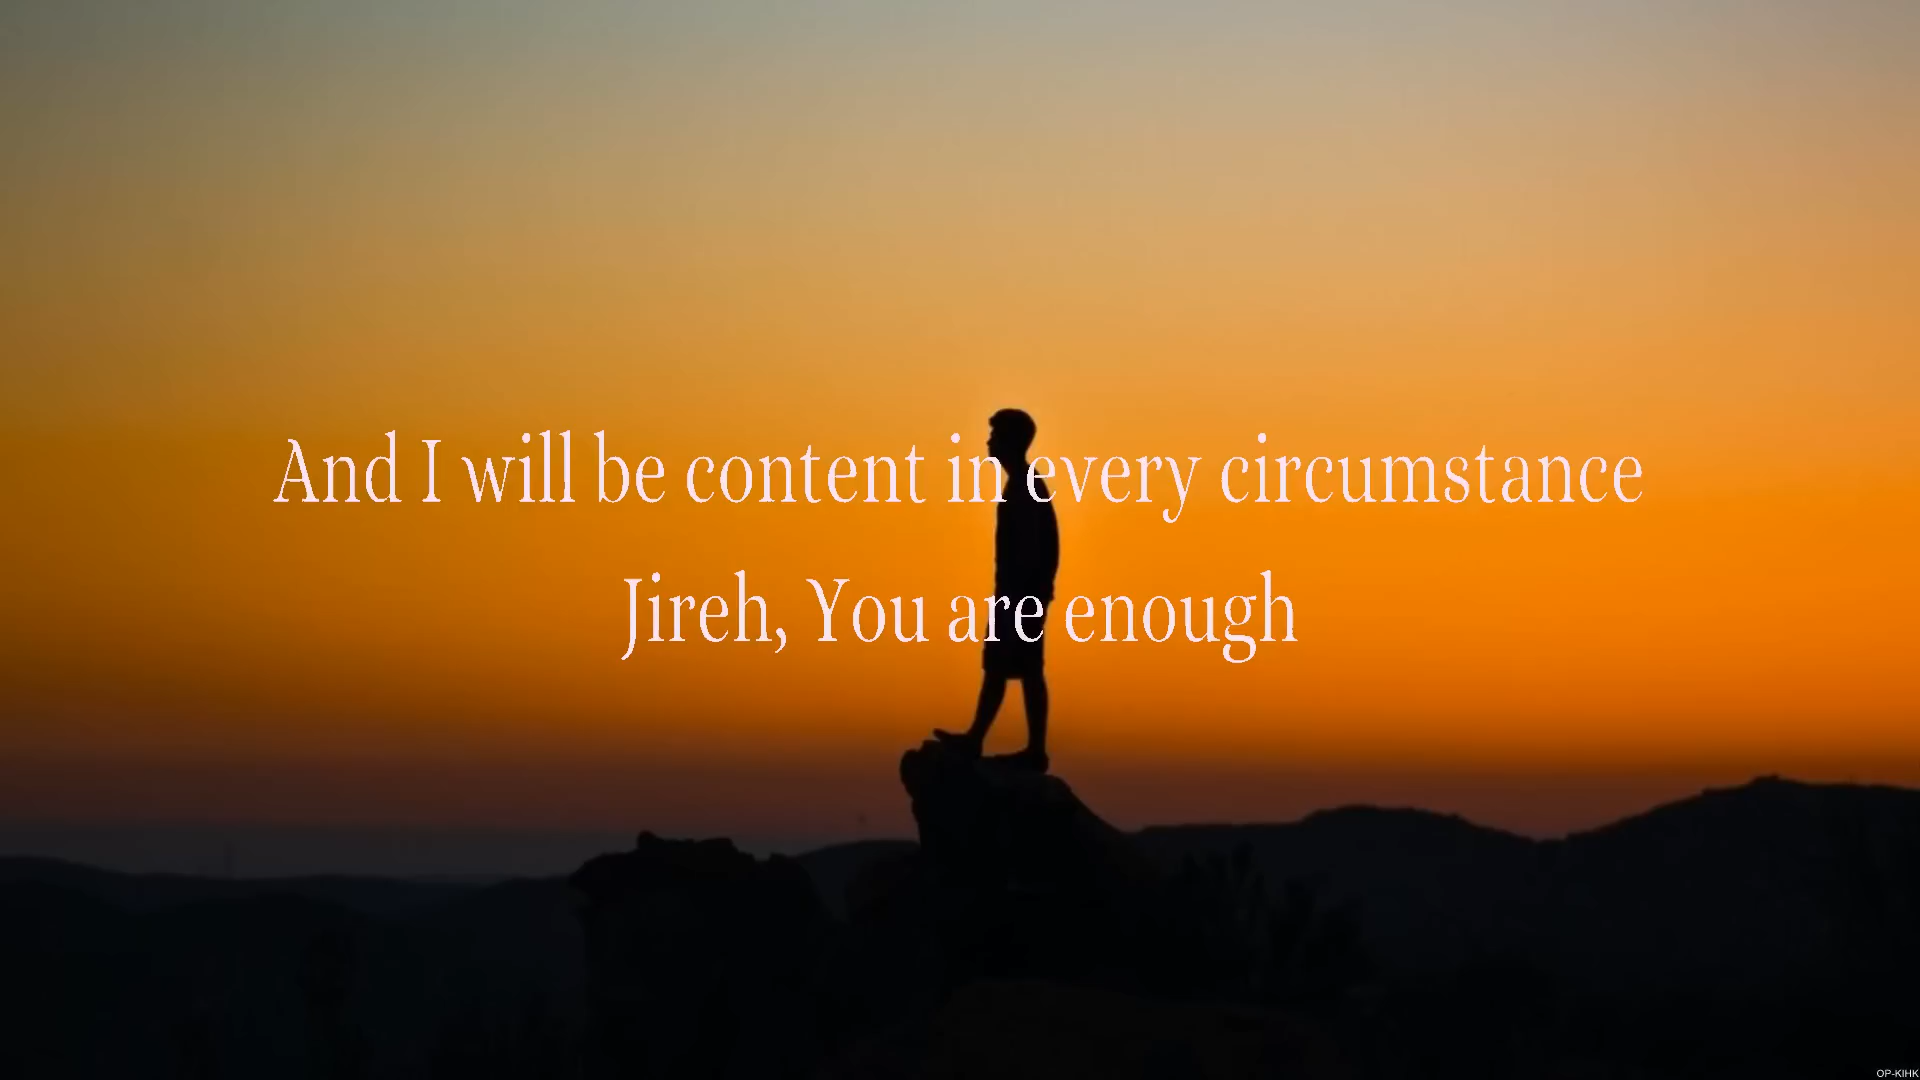 And I will be content in every circumstance
Jireh, You are enough
OP-KIHK